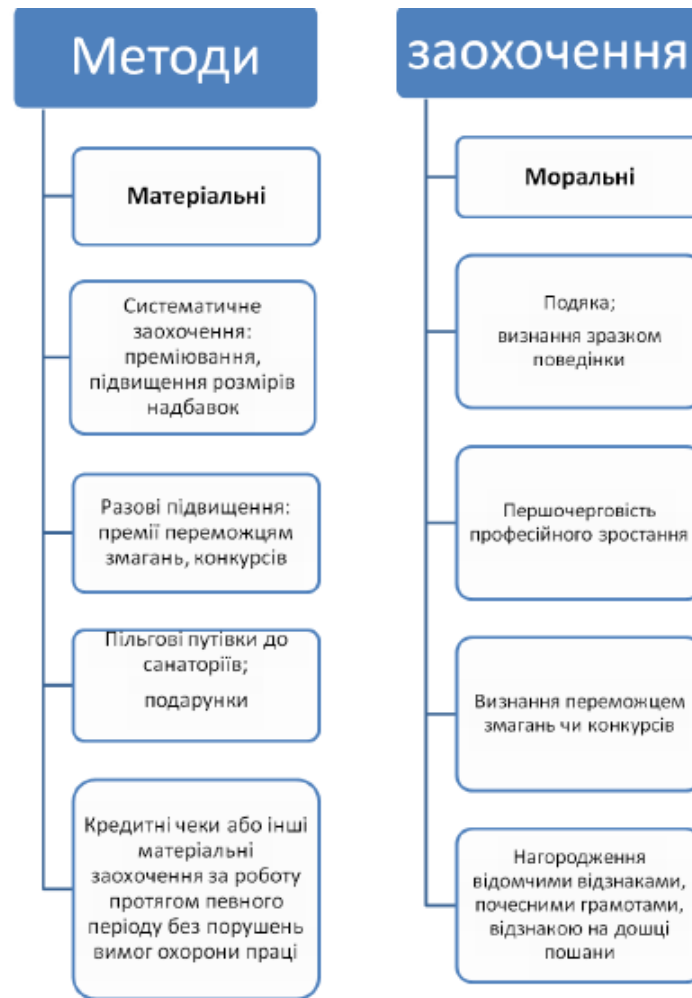 Методи
Матеріальні
Систематичне
заохочення:
преміювання,
підвищення розмірів
надбавок
Разові підвищення:
премії переможцям
змагань, конкурсів
Пільгові путівки до
санаторіїв;
подарунки
Кредитні чеки або інші
матеріальні
заохочення за роботу
протягом певного
періоду без порушень
вимог охорони праці
заохочення
Моральні
Подяка;
визнання зразком
поведінки
Першочерговість
професійного зростання
Визнання переможцем
змагань чи конкурсів
Нагородження
відомчими відзнаками,
почесними грамотами,
відзнакою на дошці
пошани